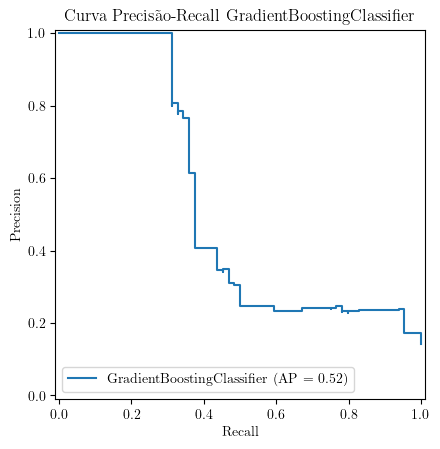 Curva Precisão-Recall GradientBoostingClassifier
1.0
0.8
0.6
0.4
0.2
0.0
Precision
GradientBoostingClassifier (AP = 0.52)
0.0 0.2 0.4 0.6 0.8 1.0
Recall